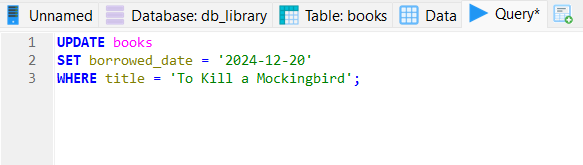 Unnamed Database: db_library Table: books Data Query*
1 UPDATE books
2 SET borrowed_date = '2024-12-20'
3 WHERE title = 'To Kill a Mockingbird';